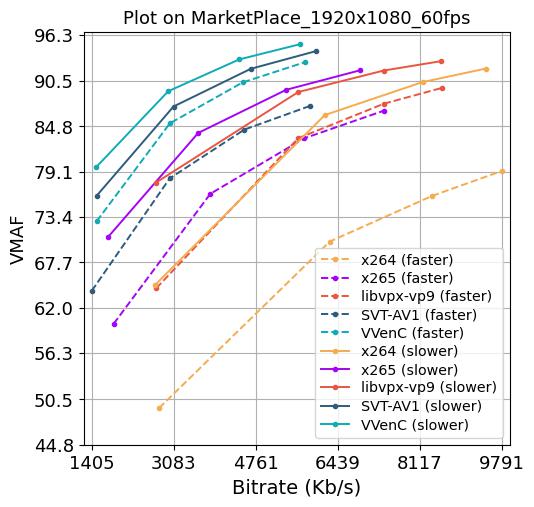 Plot on MarketPlace_1920x1080_60fps
96.3
90.5
84.8
79.1
73.4
67.7
62.0
56.3
50.5
44.8
VMAF
x264 (faster)
x265 (faster)
libvpx-vp9 (faster)
SVT-AV1 (faster)
VVenC (faster)
x264 (slower)
x265 (slower)
libvpx-vp9 (slower)
SVT-AV1 (slower)
VVenC (slower)
1405 3083 4761 6439 8117 9791
Bitrate (Kb/s)